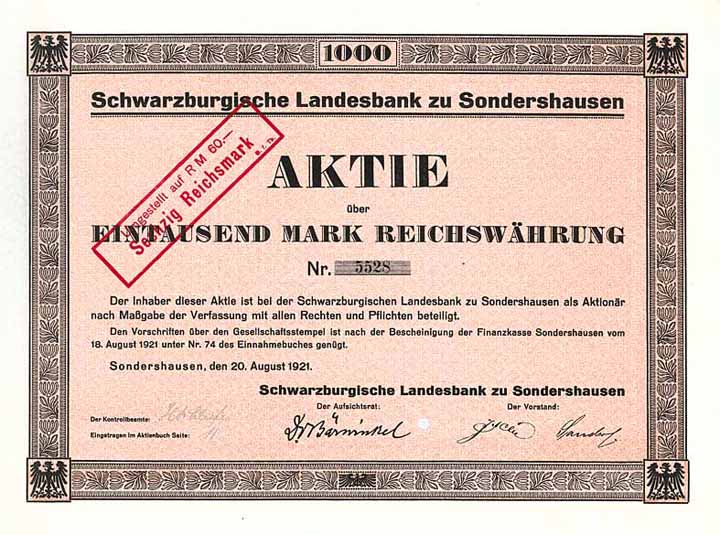 1000
Schwarzburgische Landesbank zu Sondershausen
Umgestellt auf RM 60.—
Sechzig Reichsmark
AKTIE
über
EINTAUSEND MARK REICHSWÄHRUNG
Nr. 5528
Der Inhaber dieser Aktie ist bei der Schwarzburgischen Landesbank zu Sondershausen als Aktionär
nach Maßgabe der Verfassung mit allen Rechten und Pflichten beteiligt.
Den Vorschriften über den Gesellschaftsstempel ist nach der Bescheinigung der Finanzkasse Sondershausen vom
18. August 1921 unter Nr. 74 des Einnahmebuches genügt.
Sondershausen, den 20. August 1921.
Schwarzburgische Landesbank zu Sondershausen
Der Aufsichtsrat: Der Vorstand:
Der Kontrollbeamte:
Dr Bärwinkel
Eingetragen im Aktienbuch Seite: